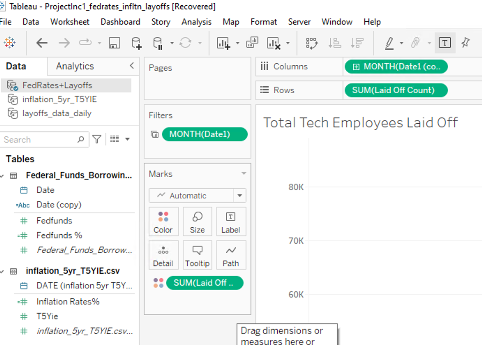 Tableau - ProjectInc1_fedrates_infltn_layoffs [Recovered]
File Data Worksheet Dashboard Story Analysis Map Format Server Window Help
Data Analytics
FedRates+Layoffs
inflation_5yr_T5YIE
layoffs_data_daily
Search
Tables
Federal_Funds_Borrowin...
Date
Abc Date (copy)
Fedfunds
Fedfunds %
Federal_Funds_Borrow...
inflation_5yr_T5YIE.csv
DATE (inflation 5yr T5Y...
Inflation Rates%
T5Yie
inflation_5yr_T5YIE.csv...
Pages
Filters
MONTH(Date1)
Marks
Automatic
Color Size Label
Detail Tooltip Path
SUM(Laid Off ..
Columns MONTH(Date1 (co..
Rows SUM(Laid Off Count)
Total Tech Employees Laid Off
80K
70K
60K
Drag dimensions or
measures here or